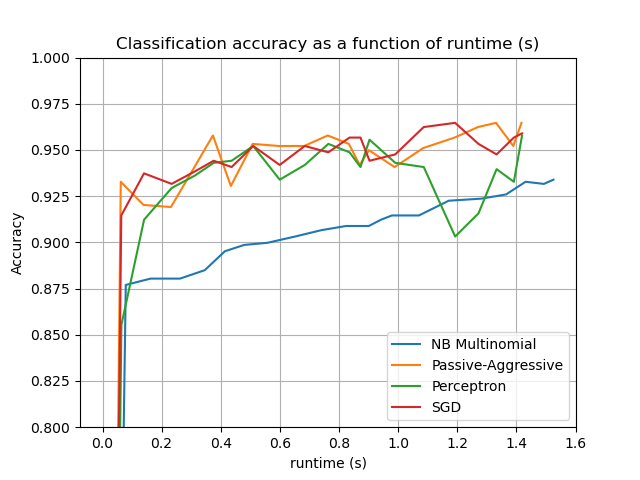 Classification accuracy as a function of runtime (s)
1.000
0.975
0.950
0.925
0.900
0.875
0.850
0.825
0.800
Accuracy
NB Multinomial
Passive-Aggressive
Perceptron
SGD
0.0 0.2 0.4 0.6 0.8 1.0 1.2 1.4 1.6
runtime (s)